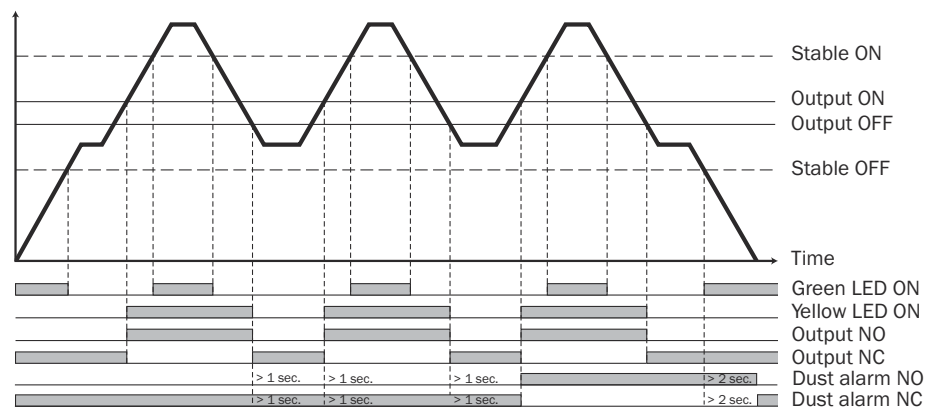 Stable ON
Output ON
Output OFF
Stable OFF
Time
Green LED ON
Yellow LED ON
Output NO
Output NC
> 1 sec. > 1 sec. > 1 sec. > 2 sec. Dust alarm NO
> 1 sec. > 1 sec. > 1 sec. > 2 sec. Dust alarm NC